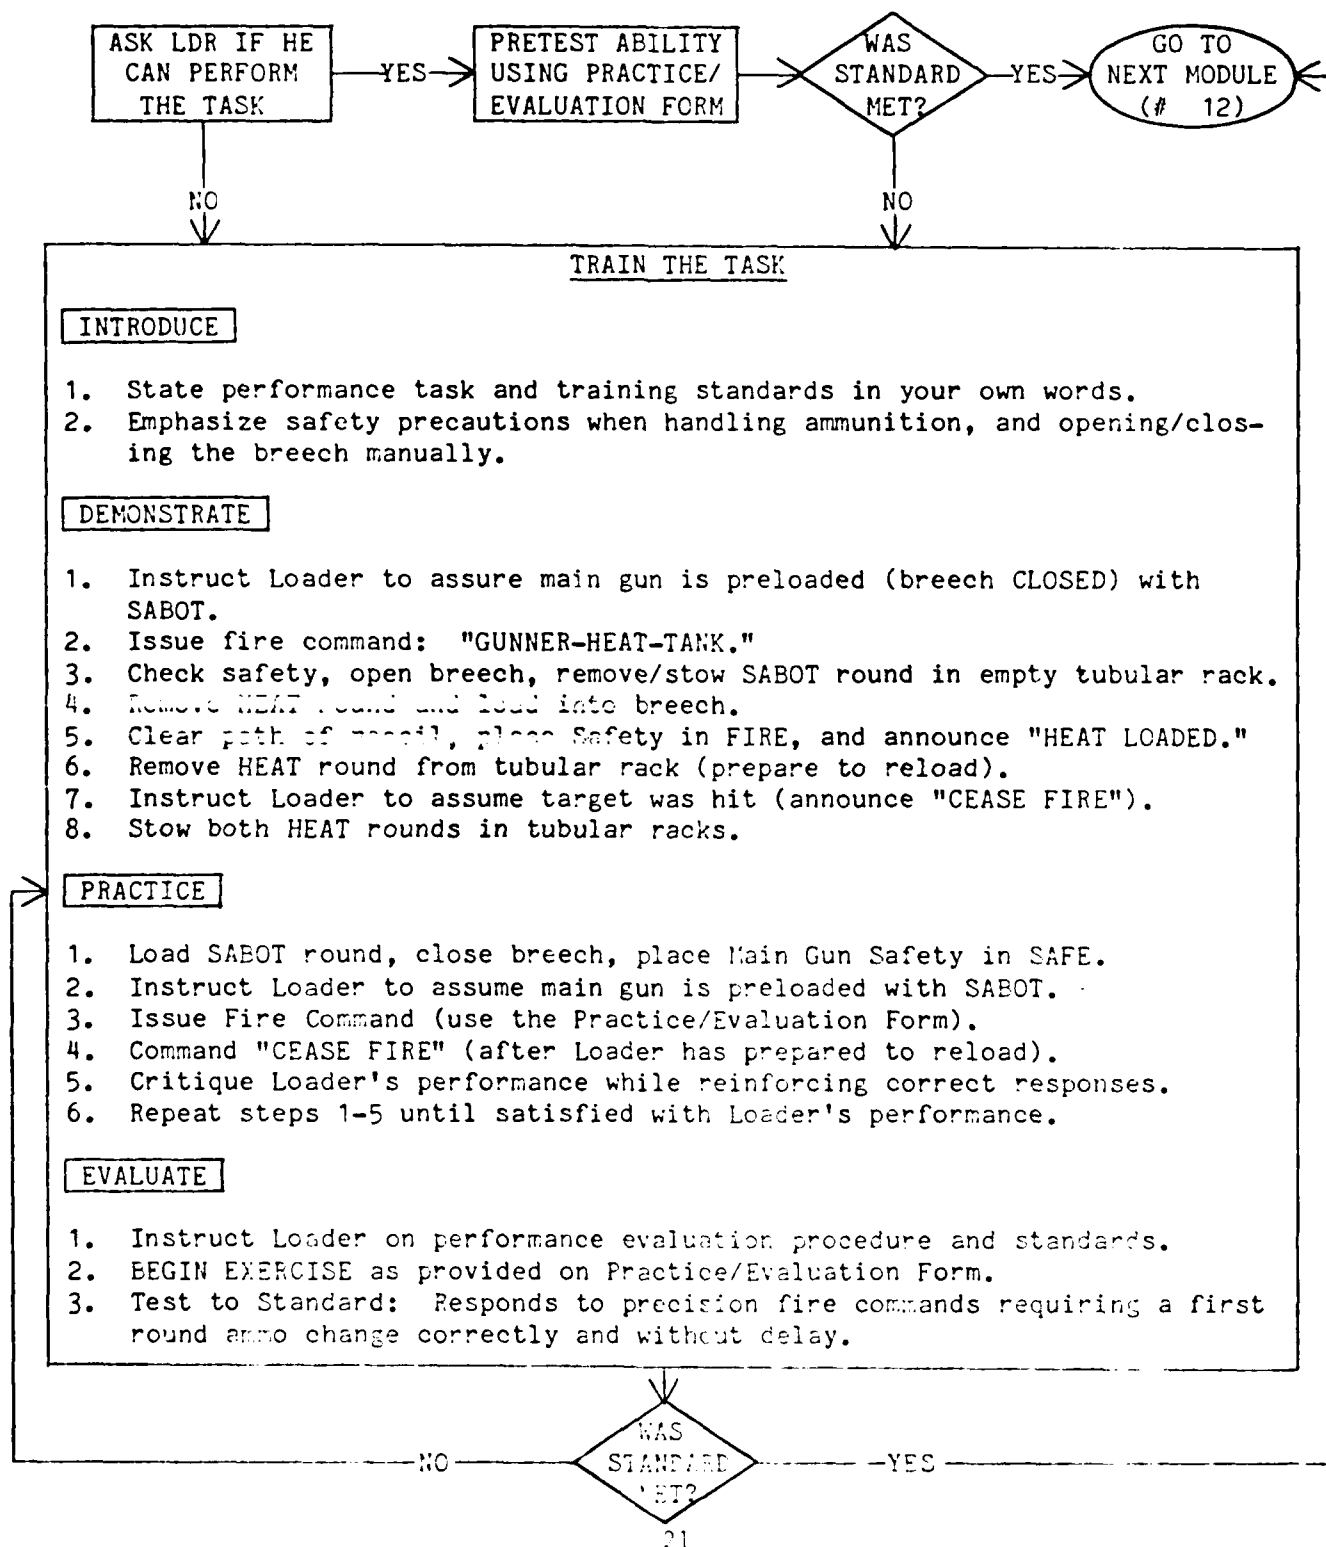 ASK LDR IF HE
CAN PERFORM
THE TASK
YES
PRETEST ABILITY
USING PRACTICE/
EVALUATION FORM
WAS
STANDARD
MET?
YES
GO TO
NEXT MODULE
(# 12)
NO
NO
TRAIN THE TASK
INTRODUCE
1. State performance task and training standards in your own words.
2. Emphasize safety precautions when handling ammunition, and opening/clos-
ing the breech manually.
DEMONSTRATE
1. Instruct Loader to assure main gun is preloaded (breech CLOSED) with
SABOT.
2. Issue fire command: "GUNNER-HEAT-TANK."
3. Check safety, open breech, remove/stow SABOT round in empty tubular rack.
4. Remove HEAT round and load into breech.
5. Clear path of recoil, place Safety in FIRE, and announce "HEAT LOADED."
6. Remove HEAT round from tubular rack (prepare to reload).
7. Instruct Loader to assume target was hit (announce "CEASE FIRE").
8. Stow both HEAT rounds in tubular racks.
PRACTICE
1. Load SABOT round, close breech, place Main Gun Safety in SAFE.
2. Instruct Loader to assume main gun is preloaded with SABOT.
3. Issue Fire Command (use the Practice/Evaluation Form).
4. Command "CEASE FIRE" (after Loader has prepared to reload).
5. Critique Loader's performance while reinforcing correct responses.
6. Repeat steps 1-5 until satisfied with Loader's performance.
EVALUATE
1. Instruct Loader on performance evaluation procedure and standards.
2. BEGIN EXERCISE as provided on Practice/Evaluation Form.
3. Test to Standard: Responds to precision fire commands requiring a first
round ammo change correctly and without delay.
WAS
STANDARD
MET?
NO
YES
21